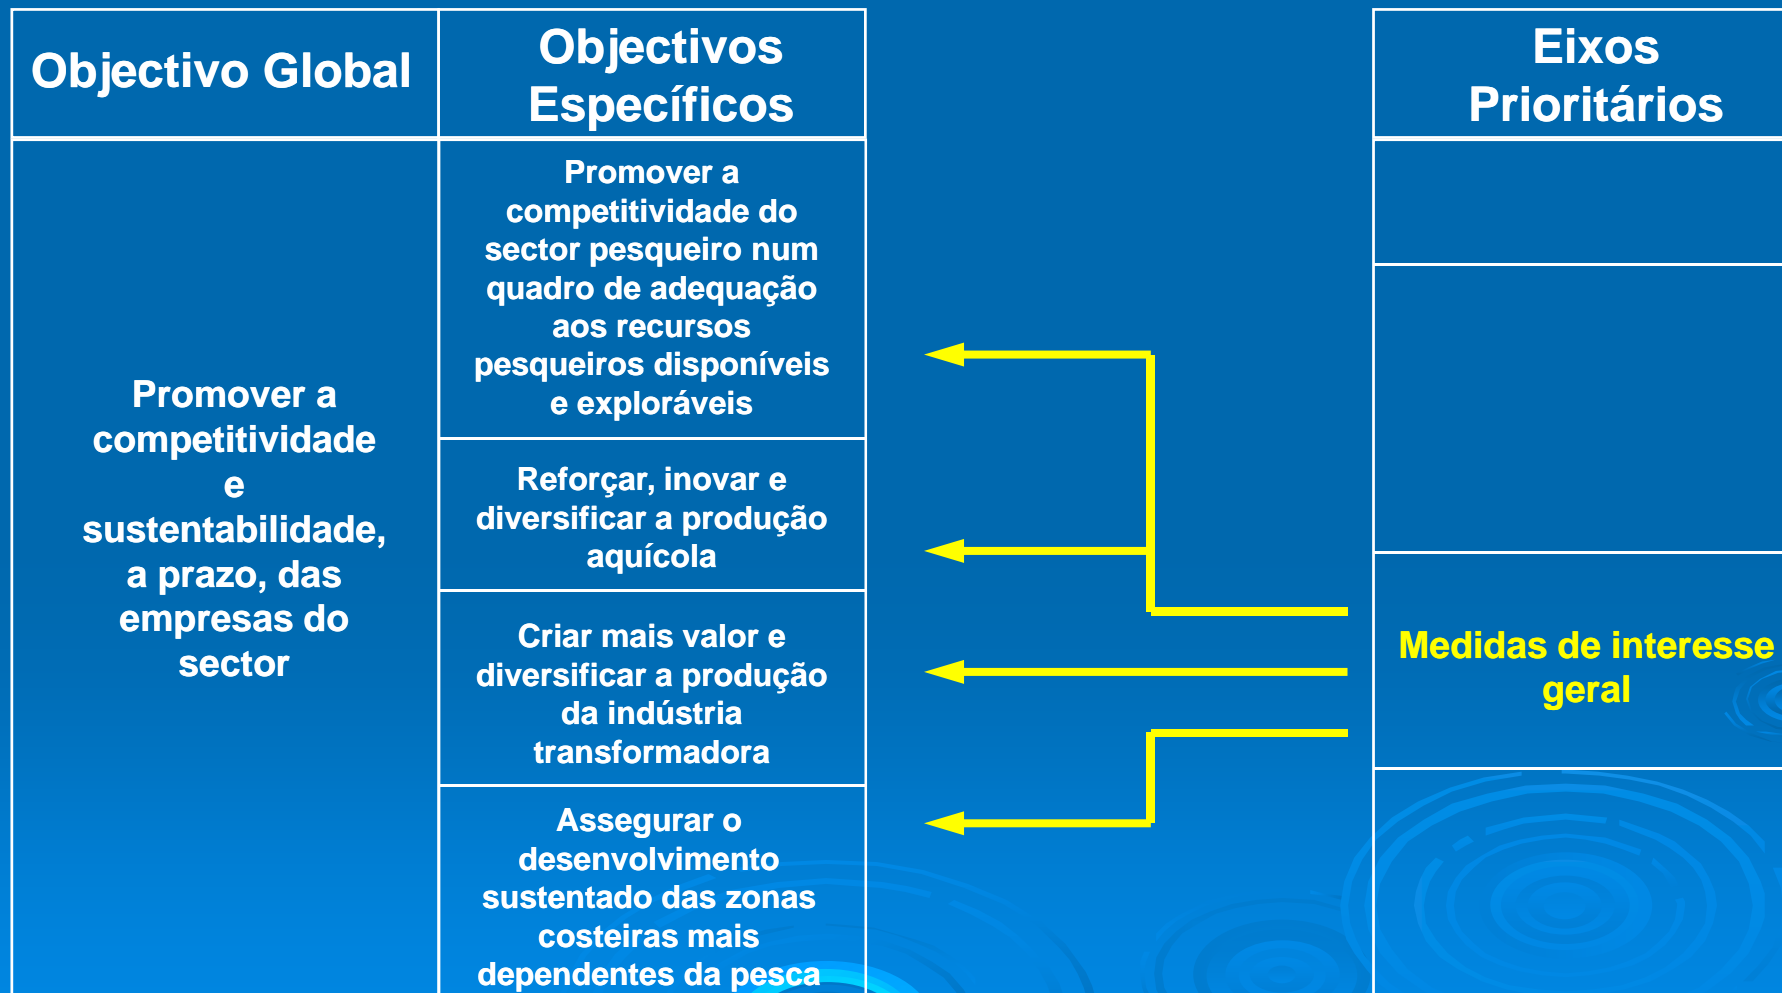 Objectivo Global
Objectivos
Específicos
Eixos
Prioritários
Promover a
competitividade
e
sustentabilidade,
a prazo, das
empresas do
sector
Promover a
competitividade do
sector pesqueiro num
quadro de adequação
aos recursos
pesqueiros disponíveis
e exploráveis
Reforçar, inovar e
diversificar a produção
aquícola
Criar mais valor e
diversificar a produção
da indústria
transformadora
Assegurar o
desenvolvimento
sustentado das zonas
costeiras mais
dependentes da pesca
Medidas de interesse
geral